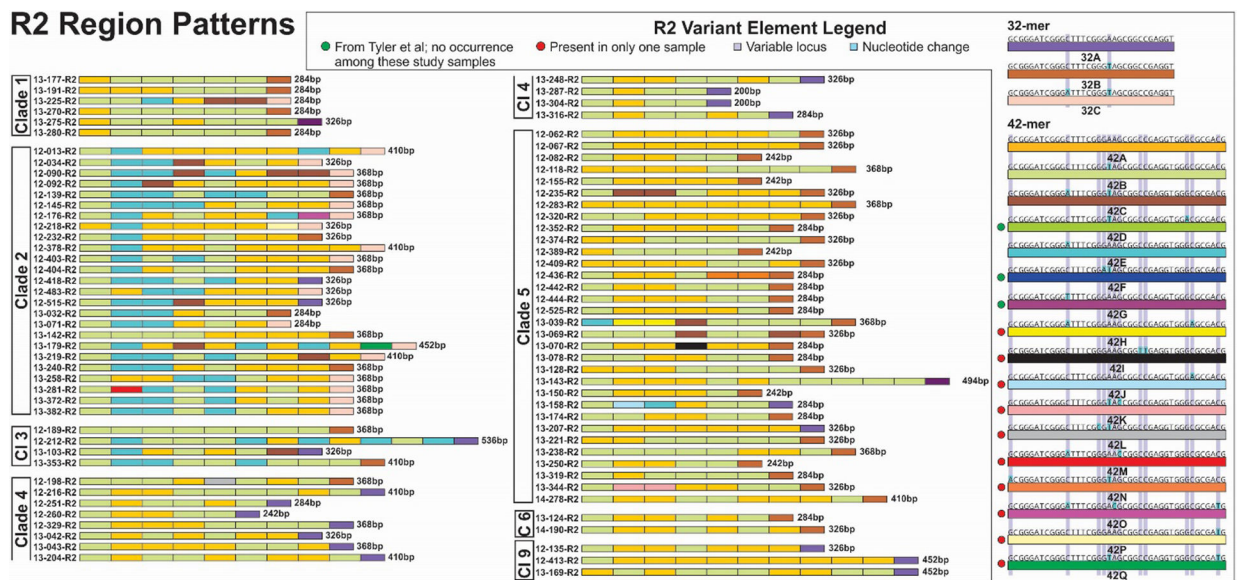 R2 Region Patterns
R2 Variant Element Legend
From Tyler et al; no occurrence
among these study samples
Present in only one sample
Variable locus
Nucleotide change
Clade 1
13-177-R2 284bp
13-191-R2 284bp
13-225-R2 284bp
13-270-R2 284bp
13-275-R2 326bp
13-280-R2 284bp
Clade 2
12-013-R2 410bp
12-034-R2 326bp
12-090-R2 368bp
12-092-R2 368bp
12-139-R2 368bp
12-145-R2 368bp
12-176-R2 368bp
12-218-R2 326bp
12-232-R2 326bp
12-378-R2 410bp
12-403-R2 368bp
12-404-R2 368bp
12-418-R2 326bp
12-483-R2 326bp
12-515-R2 326bp
13-032-R2 284bp
13-071-R2 284bp
13-142-R2 368bp
13-179-R2 452bp
13-219-R2 410bp
13-240-R2 368bp
13-258-R2 368bp
13-281-R2 368bp
13-372-R2 368bp
13-382-R2 368bp
Cl 3
12-189-R2 368bp
12-212-R2 536bp
13-103-R2 326bp
13-353-R2 410bp
Clade 4
12-198-R2 368bp
12-216-R2 410bp
12-251-R2 284bp
12-260-R2 242bp
12-329-R2 368bp
13-042-R2 326bp
13-043-R2 368bp
13-204-R2 410bp
Cl 4
13-248-R2 326bp
13-287-R2 200bp
13-304-R2 200bp
13-316-R2 284bp
Clade 5
12-062-R2 326bp
12-067-R2 326bp
12-082-R2 242bp
12-118-R2 368bp
12-155-R2 242bp
12-235-R2 326bp
12-283-R2 368bp
12-320-R2 326bp
12-352-R2 284bp
12-374-R2 326bp
12-389-R2 242bp
12-409-R2 326bp
12-436-R2 284bp
12-442-R2 284bp
12-444-R2 284bp
12-525-R2 284bp
13-039-R2 368bp
13-069-R2 326bp
13-070-R2 284bp
13-078-R2 284bp
13-128-R2 326bp
13-143-R2 494bp
13-150-R2 242bp
13-158-R2 284bp
13-174-R2 284bp
13-207-R2 326bp
13-221-R2 326bp
13-238-R2 368bp
13-250-R2 242bp
13-319-R2 284bp
13-344-R2 284bp
14-278-R2 410bp
C 6
13-124-R2 284bp
14-190-R2 326bp
Cl 9
12-135-R2 326bp
12-413-R2 452bp
13-169-R2 452bp
32-mer
GCGGGATCGGGCTTTCGGGAAGCGGCCGAGGT
32A
GCGGGATCGGGCTTTCGGGTAGCGGCCGAGGT
32B
GCGGGATCGGGATTTCGGGTAGCGGCCGAGGT
32C
42-mer
GCGGGATCGGGCTTTCGGGAAGCGGCCGAGGTGGGCGCGACG
42A
GCGGGATCGGGCTTTCGGGTAGCGGCCGAGGTGGGCGCGACG
42B
GCGGGATCGGGATTTCGGGTAGCGGCCGAGGTGGGCGCGACG
42C
42D
42E
42F
42G
42H
42I
42J
42K
42L
42M
42N
42O
42P
42Q